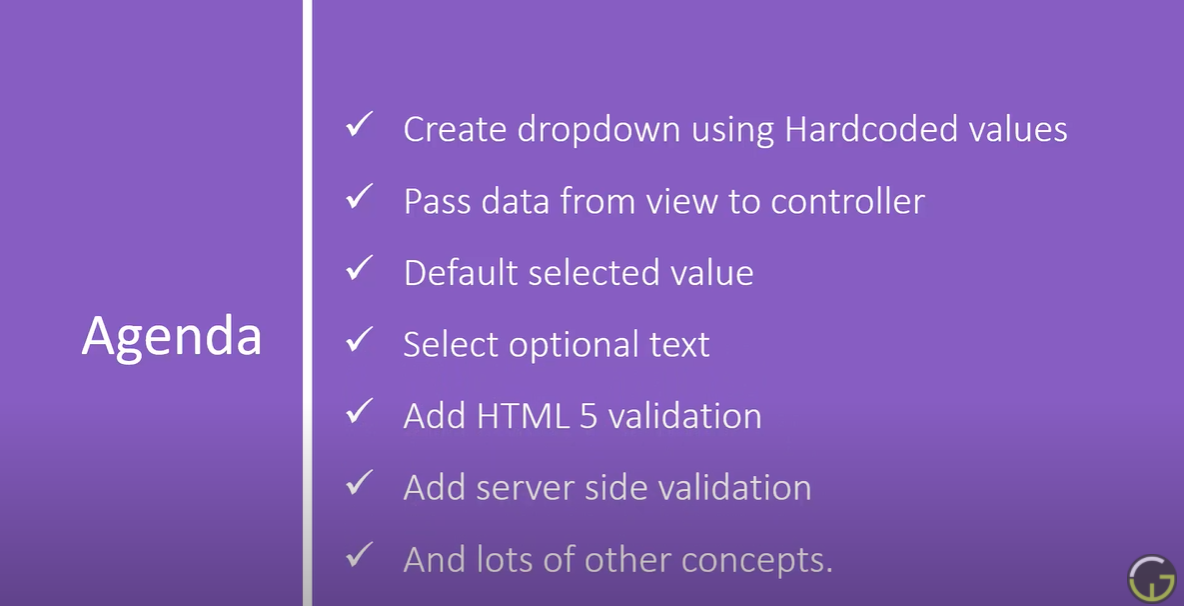 Agenda
Create dropdown using Hardcoded values
Pass data from view to controller
Default selected value
Select optional text
Add HTML 5 validation
Add server side validation
And lots of other concepts.